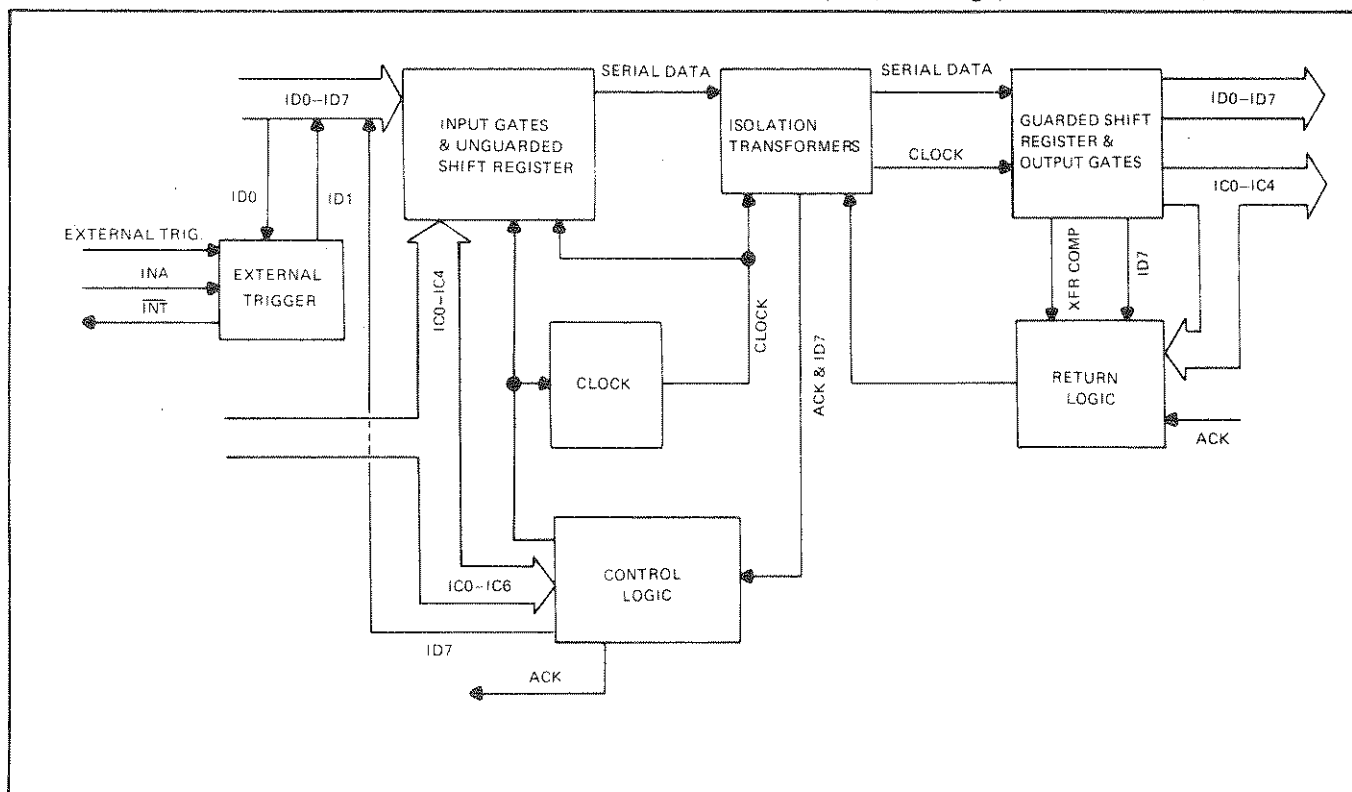 SERIAL DATA
SERIAL DATA
ID0-ID7
INPUT GATES
& UNGUARDED
SHIFT REGISTER
ISOLATION
TRANSFORMERS
CLOCK
GUARDED SHIFT
REGISTER &
OUTPUT GATES
ID0-ID7
IC0-IC4
ID0
ID1
EXTERNAL TRIG.
INA
INT
EXTERNAL
TRIGGER
IC0-IC4
CLOCK
CLOCK
ACK & ID7
XFR COMP
ID7
RETURN
LOGIC
ACK
IC0-IC6
CONTROL
LOGIC
ID7
ACK